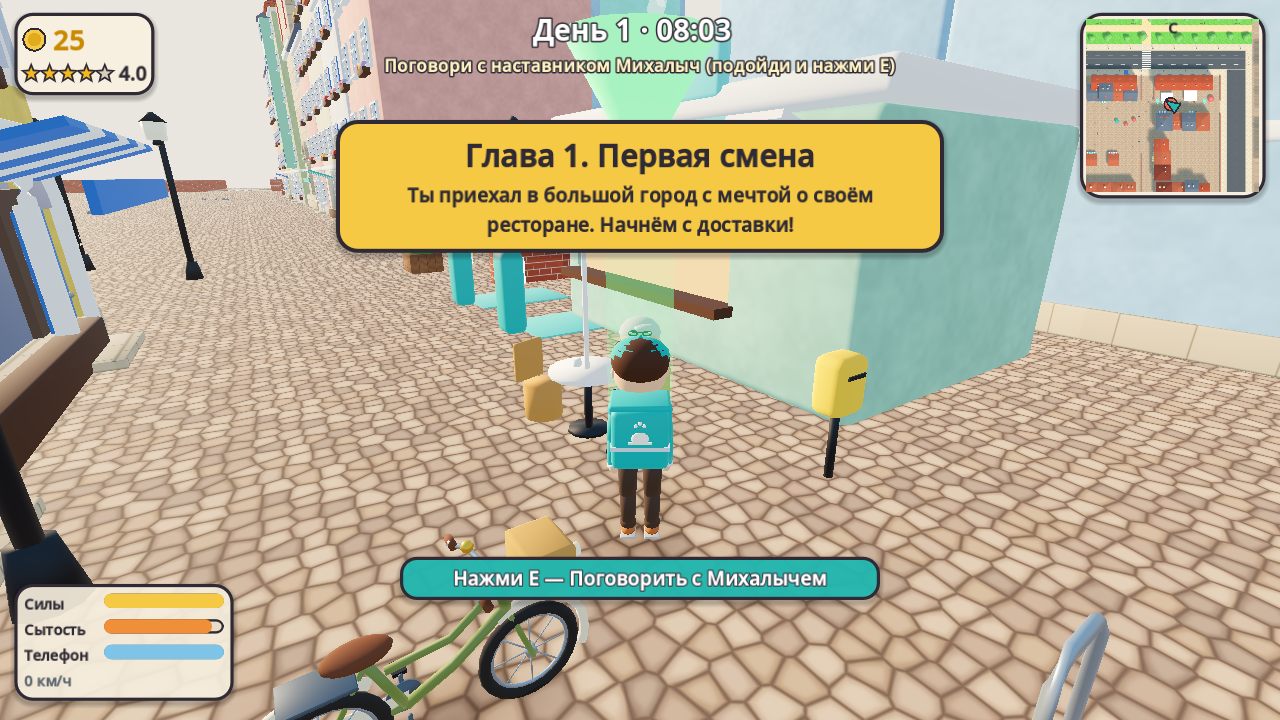 25
4.0
День 1 · 08:03
Поговори с наставником Михалыч (подойди и нажми E)
С
Глава 1. Первая смена
Ты приехал в большой город с мечтой о своём
ресторане. Начнём с доставки!
Нажми E — Поговорить с Михалычем
Силы
Сытость
Телефон
0 км/ч